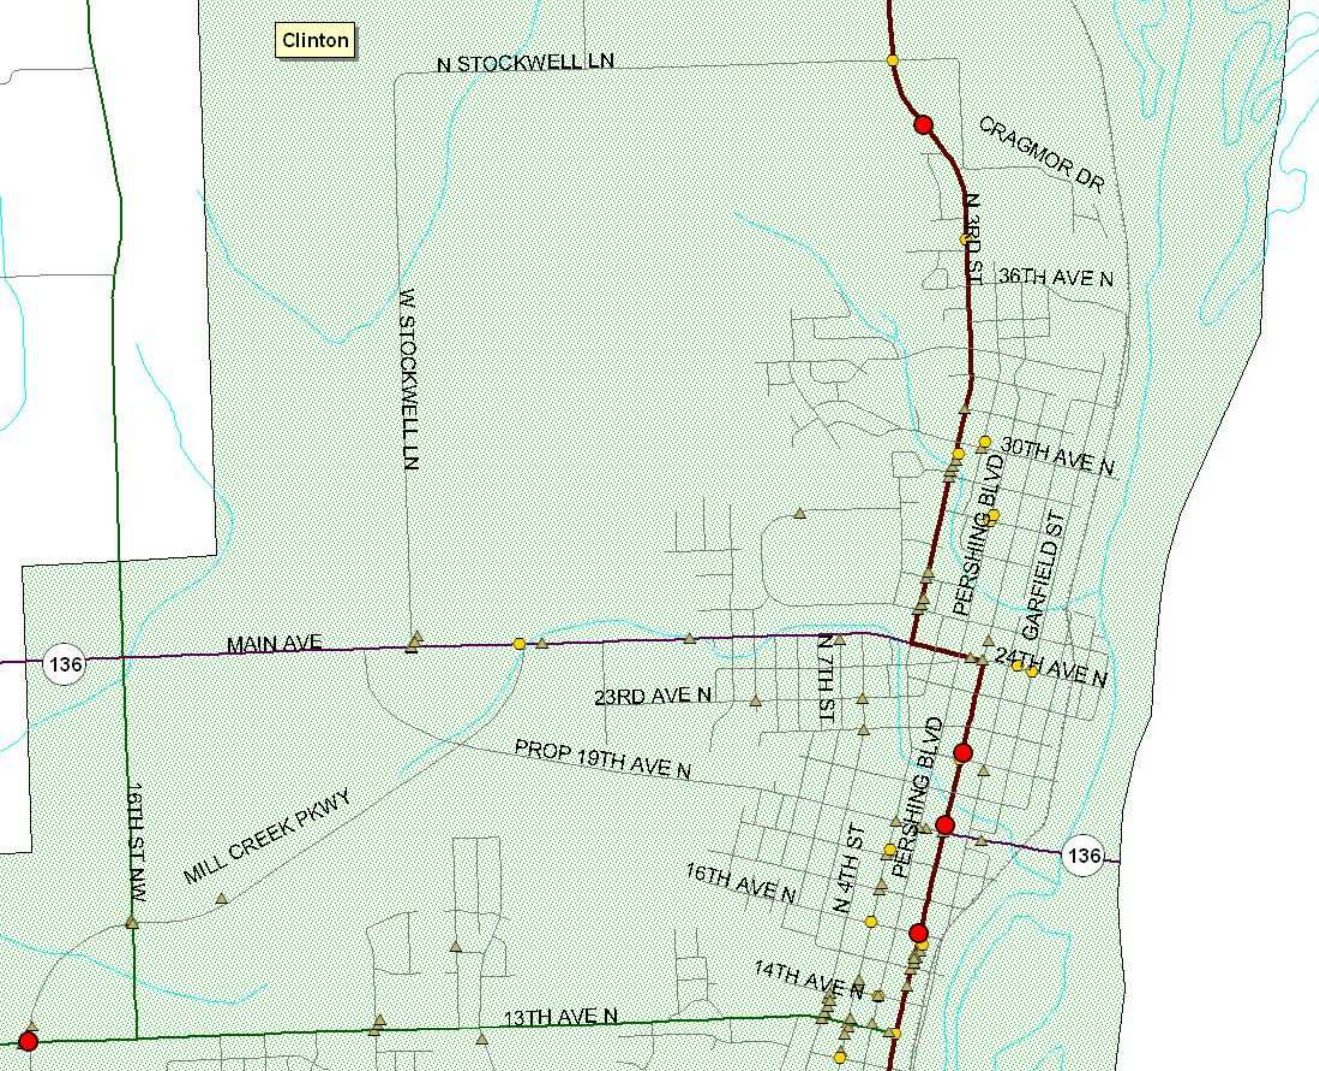 Clinton
N STOCKWELL LN
CRAGMOR DR
N 3RD ST
36TH AVE N
W STOCKWELL LN
30TH AVE N
PERSHING BLVD
GARFIELD ST
136
MAIN AVE
N 7TH ST
24TH AVE N
23RD AVE N
PROP 19TH AVE N
PERSHING BLVD
16TH ST NW
MILL CREEK PKWY
N 4TH ST
136
16TH AVE N
14TH AVE N
13TH AVE N